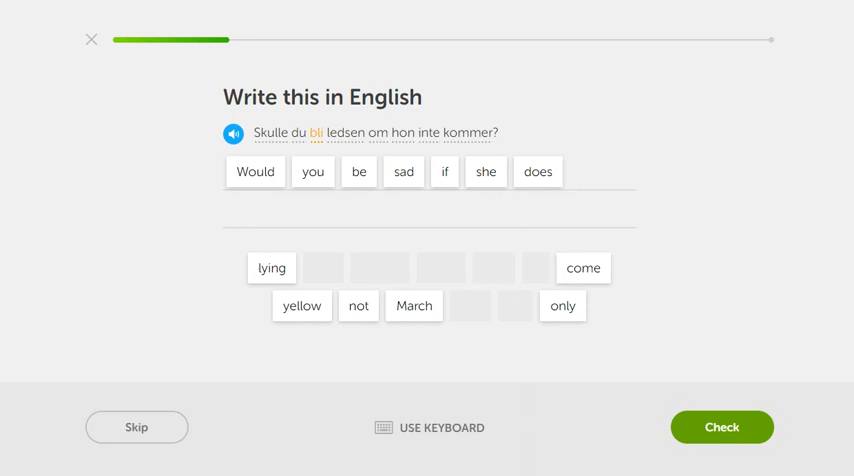 Write this in English
Skulle du bli ledsen om hon inte kommer?
Would you be sad if she does
lying come
yellow not March only
Skip USE KEYBOARD Check